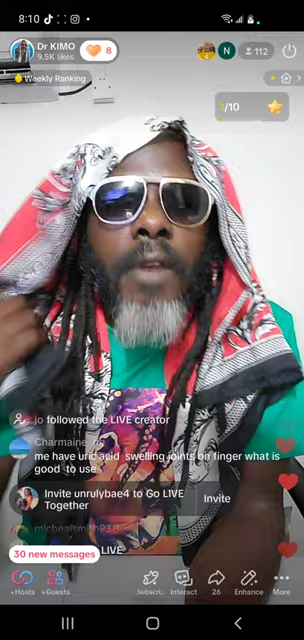 8:10
Dr KIMO
9.5K likes
8
4
N
112
Weekly Ranking
1/10
jo followed the LIVE creator
Charmaine
me have uric acid swelling joints on finger what is
good to use
Invite unrulybae4 to Go LIVE
Together
Invite
michealsmith938
30 new messages
LIVE
+Hosts
+Guests
Subscri...
Interact
26
Enhance
More